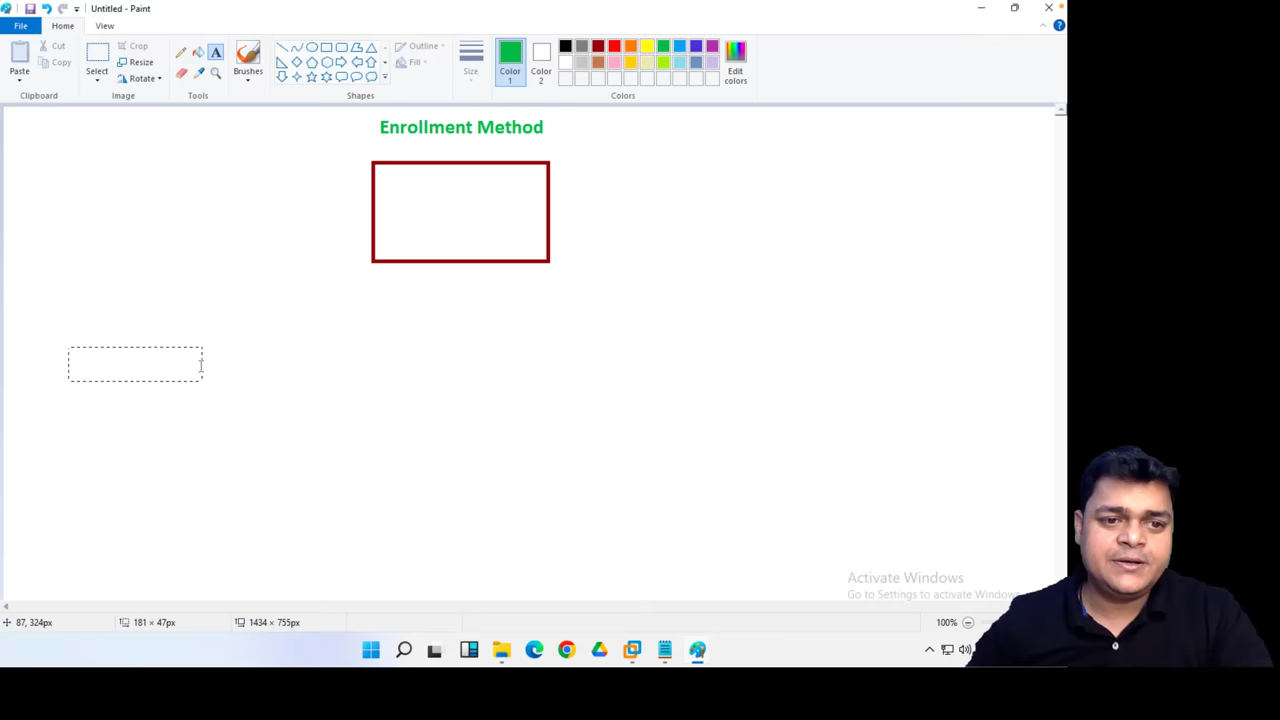 Untitled - Paint
File
Home
View
Cut
Copy
Paste
Clipboard
Crop
Resize
Rotate
Select
Image
Tools
Brushes
Outline
Fill
Shapes
Size
Color
1
Color
2
Edit
colors
Colors
Enrollment Method
Activate Windows
Go to Settings to activate Windows
87, 324px
181 × 47px
1434 × 755px
100%